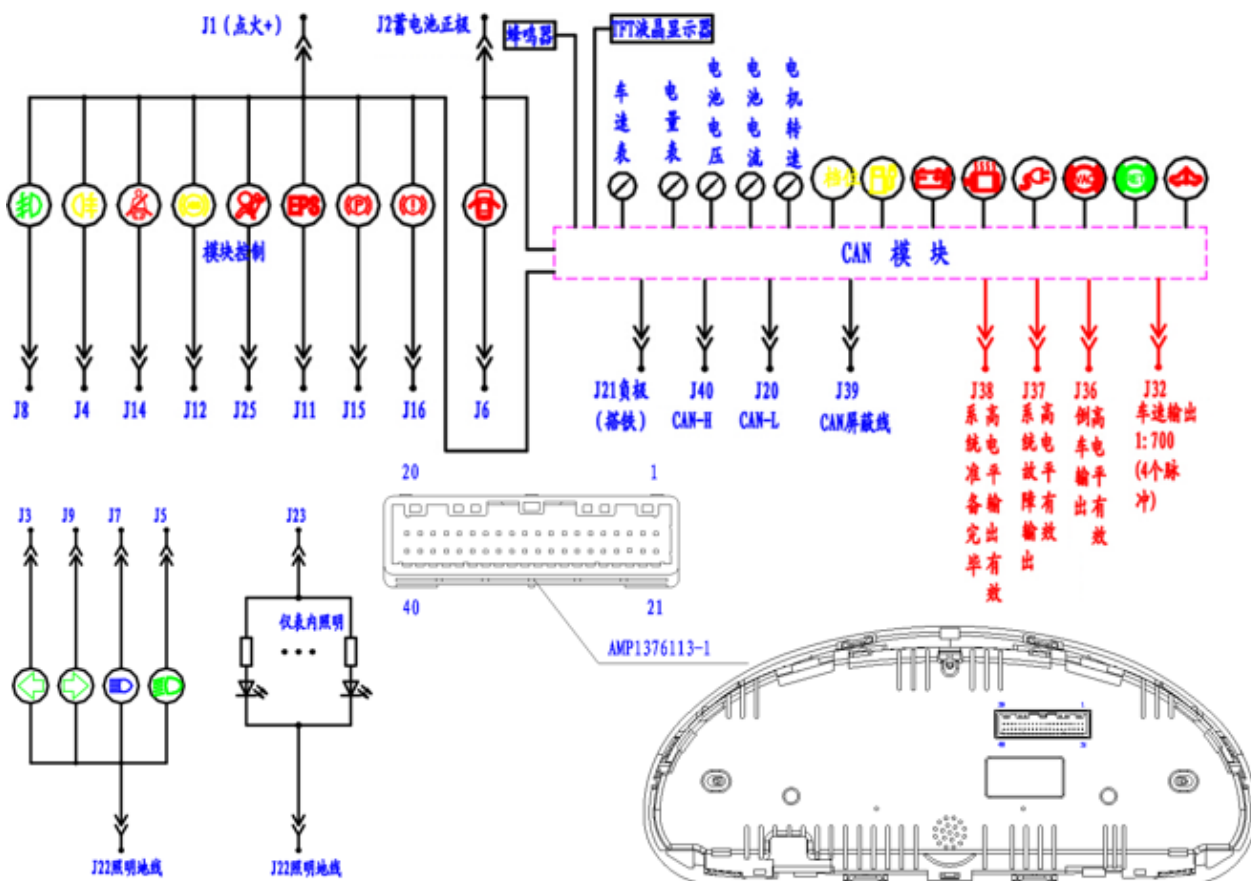 J1（点火+）
J2蓄电池正极
蜂鸣器
TFT液晶显示器
车速表
电量表
电池电压
电池电流
电机转速
档位
EPS
模块控制
CAN 模 块
J8
J4
J14
J12
J25
J11
J15
J16
J6
J21负极
（搭铁）
J40
CAN-H
J20
CAN-L
J39
CAN屏蔽线
J38
系统准备完毕
高电平输出有效
J37
系统故障输出
高电平有效
J36
倒车输出
高电平有效
J32
车速输出
1:700
(4个脉
冲)
20
1
40
21
AMP1376113-1
J3
J9
J7
J5
J23
仪表内照明
J22照明地线
J22照明地线
1